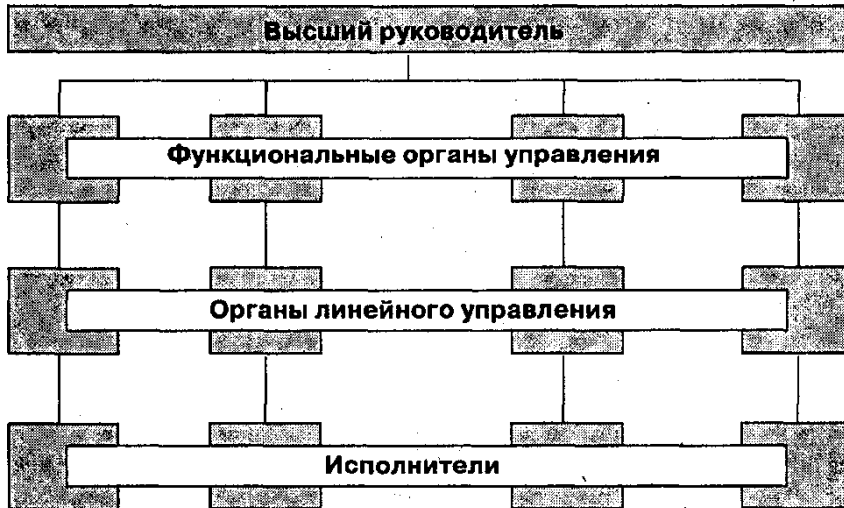 Высший руководитель
Функциональные органы управления
Органы линейного управления
Исполнители